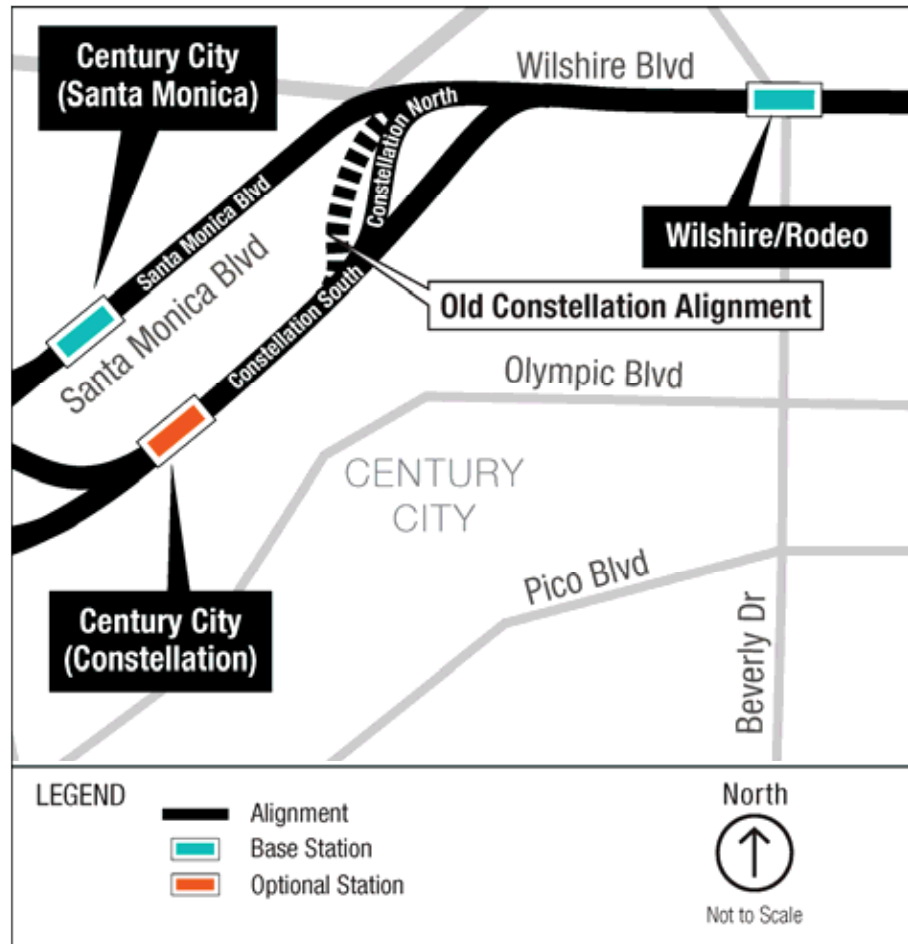 Century City
(Santa Monica)
Wilshire Blvd
Constellation North
Santa Monica Blvd
Wilshire/Rodeo
Santa Monica Blvd
Old Constellation Alignment
Constellation South
Olympic Blvd
CENTURY
CITY
Pico Blvd
Century City
(Constellation)
Beverly Dr
LEGEND
Alignment
Base Station
Optional Station
North
Not to Scale